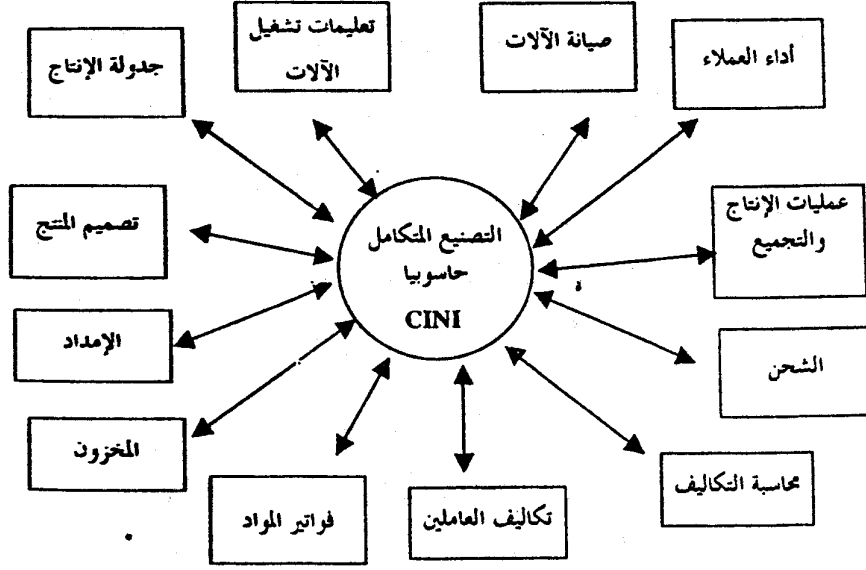 أداء العملاء
صيانة الآلات
تعليمات تشغيل
الآلات
جدولة الإنتاج
عمليات الإنتاج
والتجميع
التصنيع المتكامل
حاسوبيا
CINI
تصميم المنتج
الإمداد
الشحن
المخزون
محاسبة التكاليف
تكاليف العاملين
فواتير المواد